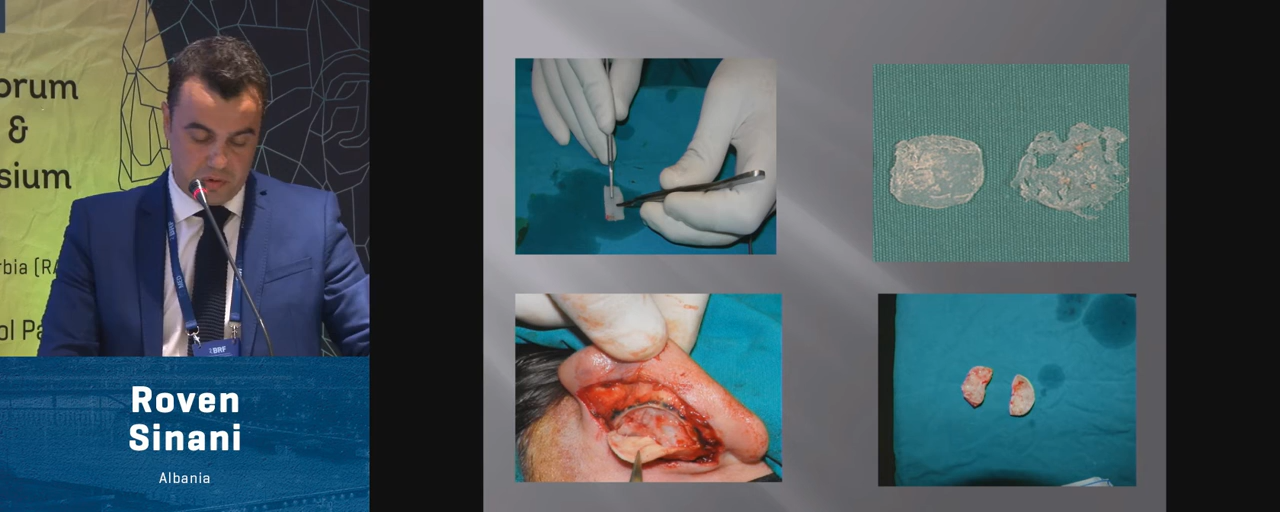 orum
&
sium
rbia (RA
ol Pa
BRF
Roven
Sinani
Albania